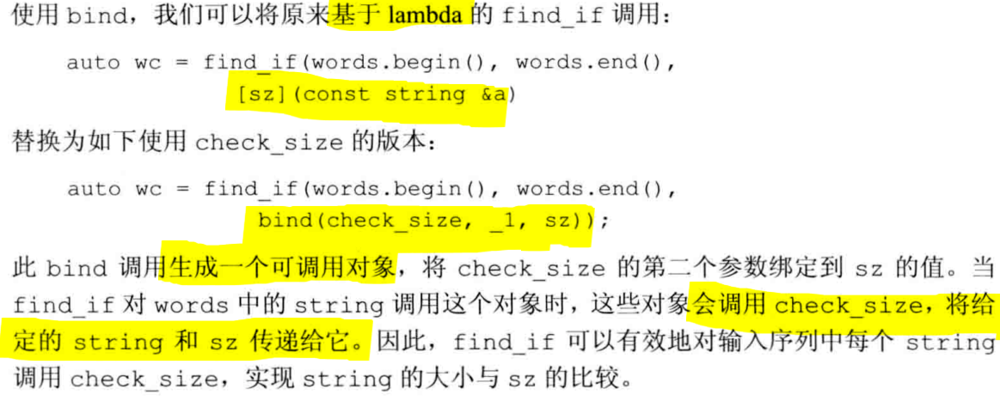 使用 bind，我们可以将原来基于 lambda 的 find_if 调用：
auto wc = find_if(words.begin(), words.end(),
[sz](const string &a)
替换为如下使用 check_size 的版本：
auto wc = find_if(words.begin(), words.end(),
bind(check_size, _1, sz));
此 bind 调用生成一个可调用对象，将 check_size 的第二个参数绑定到 sz 的值。当
find_if 对 words 中的 string 调用这个对象时，这些对象会调用 check_size，将给
定的 string 和 sz 传递给它。因此，find_if 可以有效地对输入序列中每个 string
调用 check_size，实现 string 的大小与 sz 的比较。